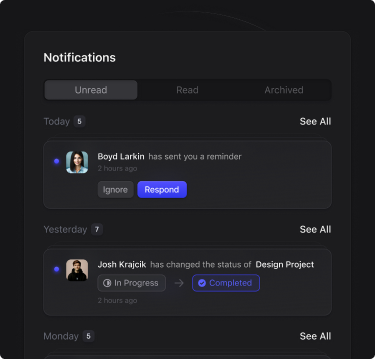 Notifications
Unread Read Archived
Today 5 See All
Boyd Larkin has sent you a reminder
2 hours ago
Ignore Respond
Yesterday 7 See All
Josh Krajcik has changed the status of Design Project
In Progress → Completed
2 hours ago
Monday 5 See All